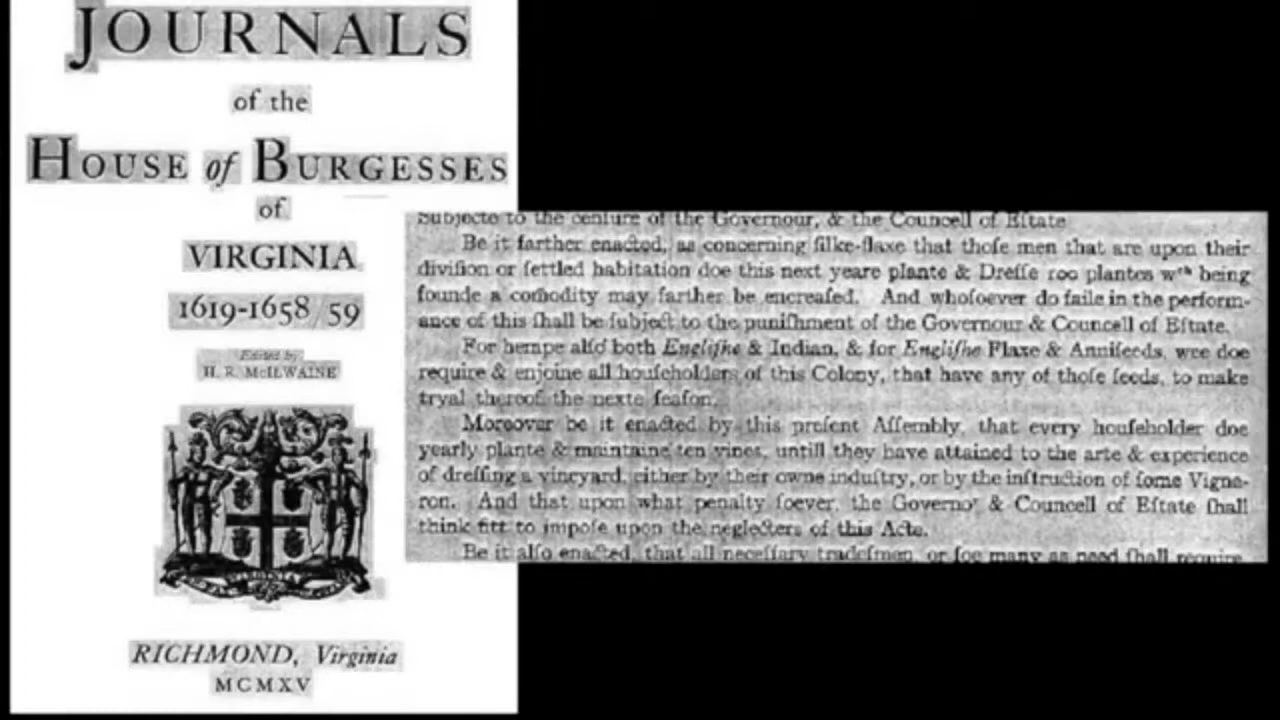 JOURNALS
of the
HOUSE of BURGESSES
of
VIRGINIA
1619-1658/59
Edited by
H. R. McILWAINE
RICHMOND, Virginia
MCMXV
Subjecte to the cenſure of the Governour, & the Councell of Eſtate
Be it farther enacted, as concerning ſilke-flaxe that thoſe men that are upon their
diviſion or ſettled habitation doe this next yeare plante & Dreſſe 100 plantes wᵗʰ being
founde a com̄odity may farther be encreaſed. And whoſoever do faile in the perform-
ance of this ſhall be ſubject to the puniſhment of the Governour & Councell of Eſtate.
For hempe alſo both Engliſhe & Indian, & for Engliſhe Flaxe & Anniſeeds, wee doe
require & enjoine all houſeholders of this Colony, that have any of thoſe ſeeds, to make
tryal thereof the nexte ſeaſon.
Moreover be it enacted by this preſent Aſſembly, that every houſeholder doe
yearly plante & maintaine ten vines, untill they have attained to the arte & experience
of dreſſing a vineyard, either by their owne induſtry, or by the inſtruction of ſome Vigne-
ron. And that upon what penalty ſoever, the Governoʳ & Councell of Eſtate ſhall
think fitt to impoſe upon the neglecters of this Acte.
Be it alſo enacted, that all neceſſary tradeſmen, or ſoe many as need ſhall require,